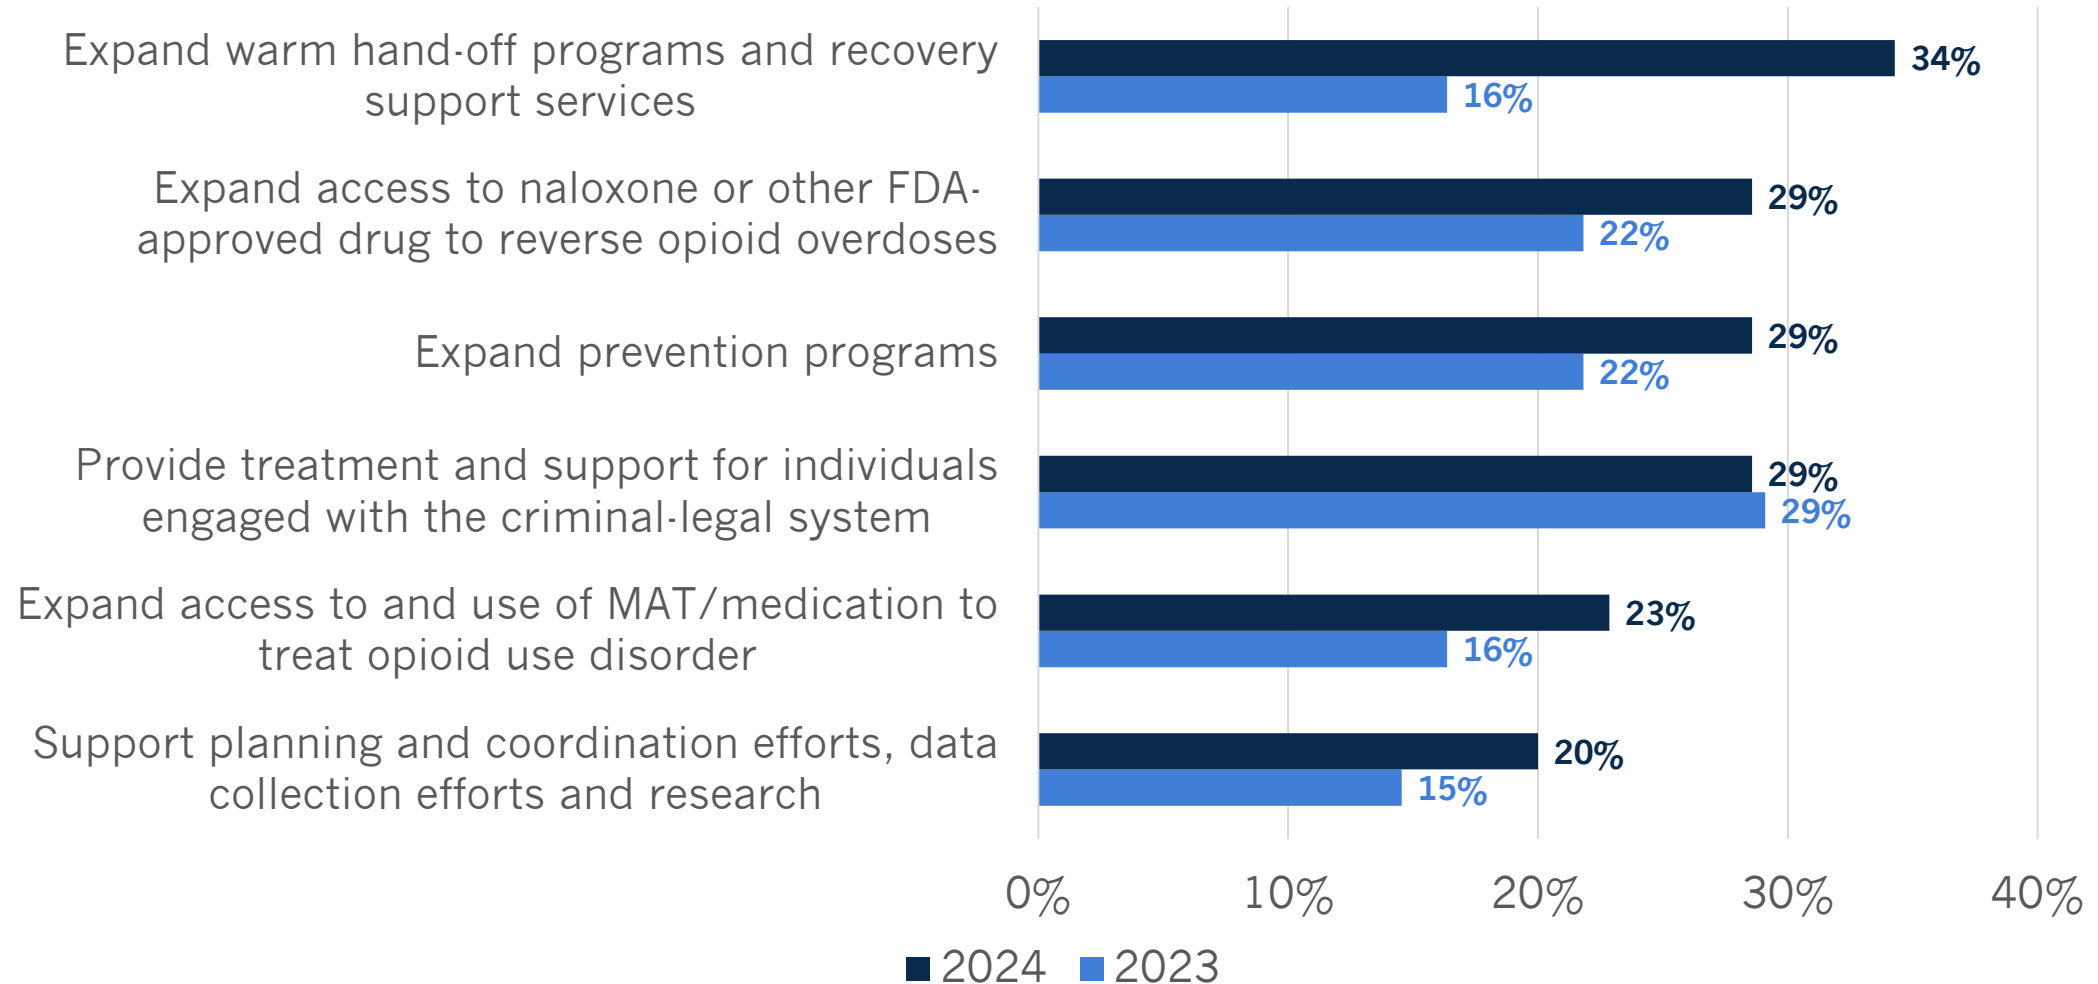 Expand warm hand-off programs and recovery
support services
34%
16%
Expand access to naloxone or other FDA-
approved drug to reverse opioid overdoses
29%
22%
Expand prevention programs
29%
22%
Provide treatment and support for individuals
engaged with the criminal-legal system
29%
29%
Expand access to and use of MAT/medication to
treat opioid use disorder
23%
16%
Support planning and coordination efforts, data
collection efforts and research
20%
15%
0% 10% 20% 30% 40%
2024 2023